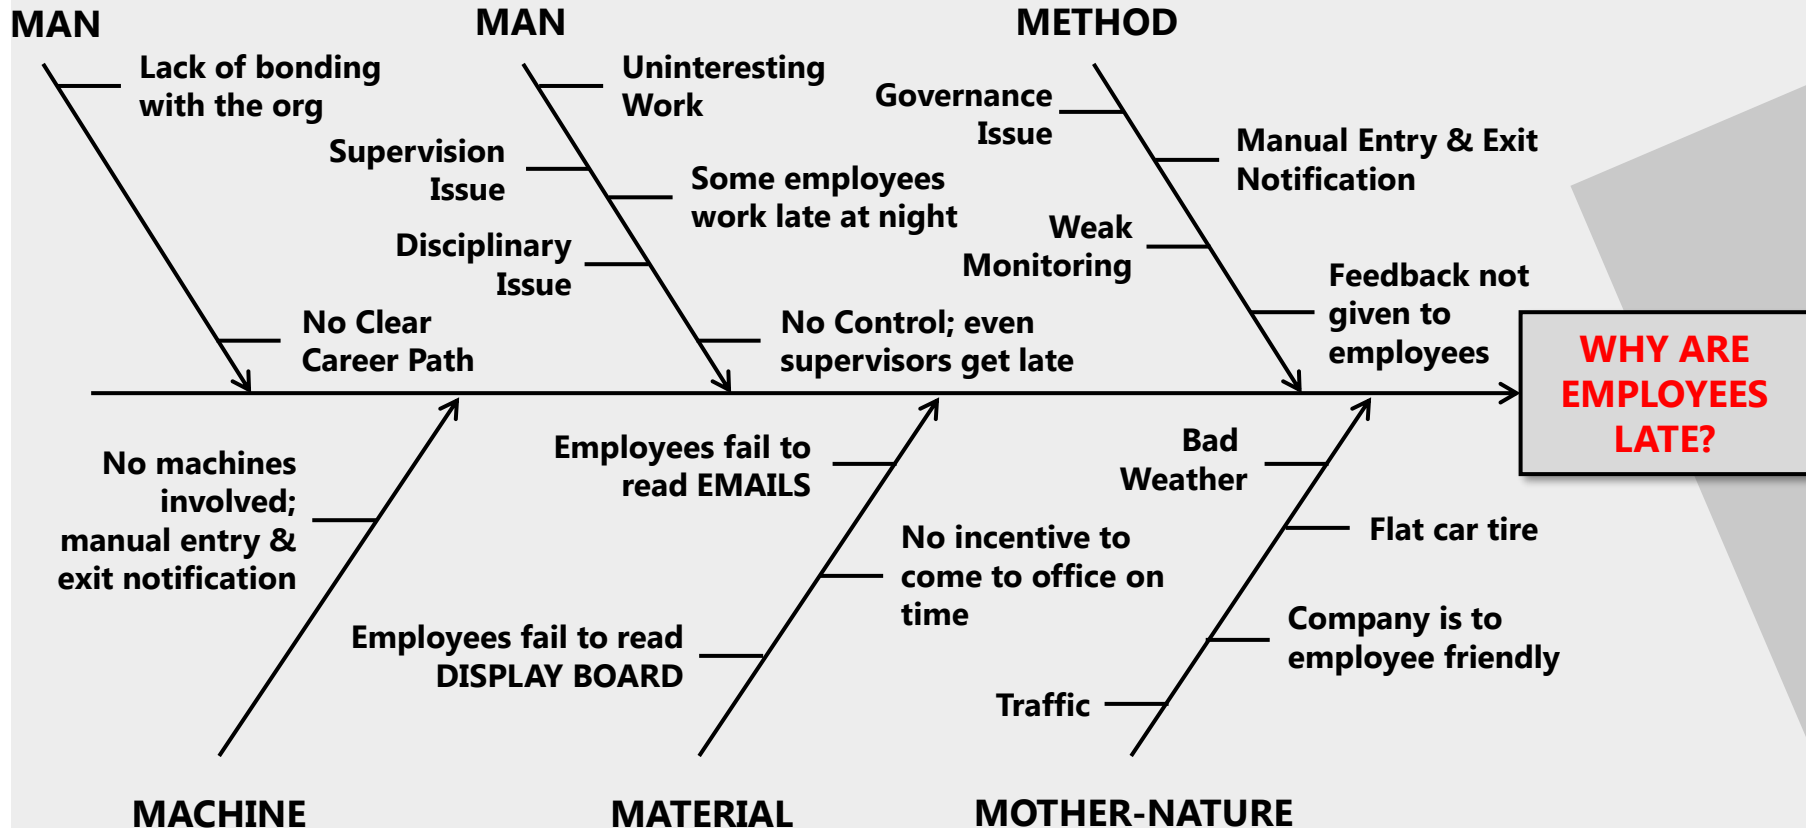 MAN
MAN
METHOD
Lack of bonding
with the org
No Clear
Career Path
Uninteresting
Work
Supervision
Issue
Some employees
work late at night
Disciplinary
Issue
No Control; even
supervisors get late
Governance
Issue
Manual Entry & Exit
Notification
Weak
Monitoring
Feedback not
given to
employees
WHY ARE
EMPLOYEES
LATE?
No machines
involved;
manual entry &
exit notification
Employees fail to
read EMAILS
No incentive to
come to office on
time
Employees fail to read
DISPLAY BOARD
Bad
Weather
Flat car tire
Company is to
employee friendly
Traffic
MACHINE
MATERIAL
MOTHER-NATURE